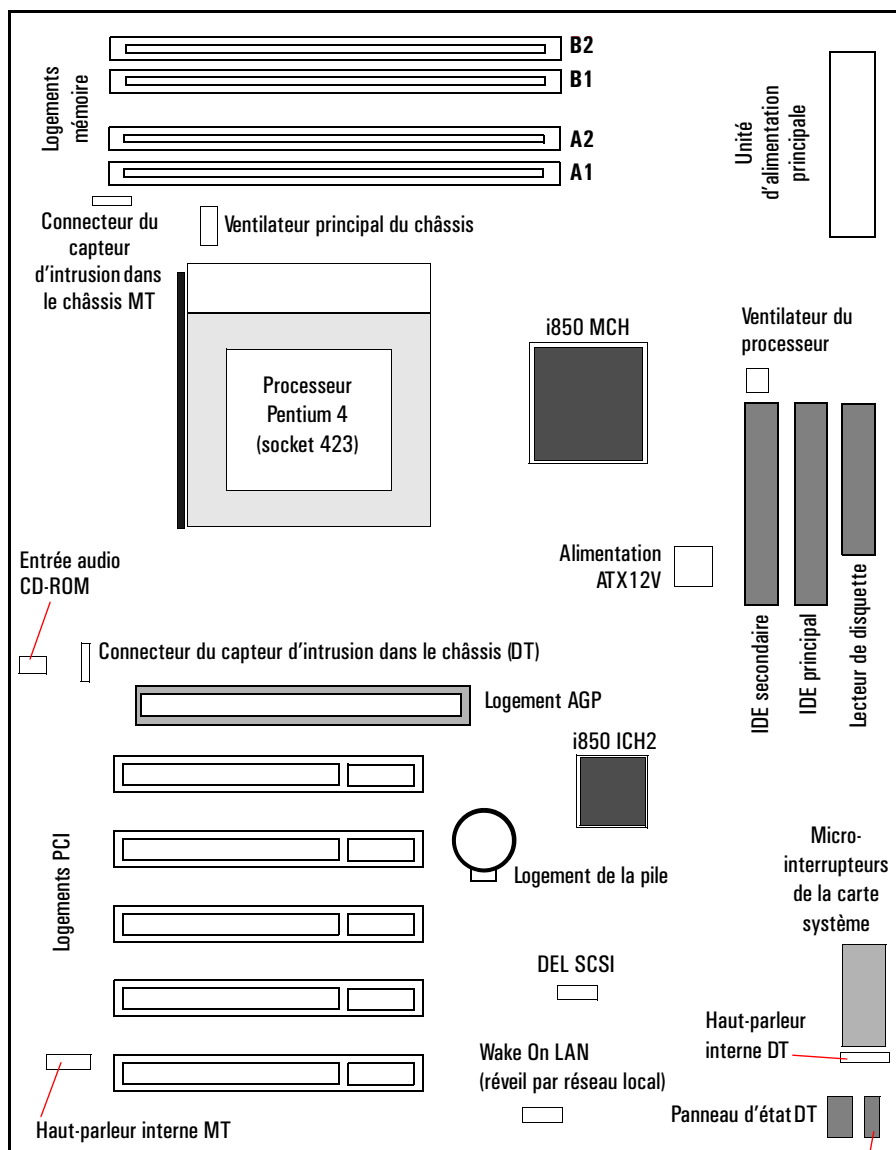 B2
B1
A2
A1
Logements
mémoire
Unité
d'alimentation
principale
Connecteur du
capteur
d'intrusion dans
le châssis MT
Ventilateur principal du châssis
i850 MCH
Ventilateur du
processeur
Processeur
Pentium 4
(socket 423)
Entrée audio
CD-ROM
Alimentation
ATX12V
IDE secondaire
IDE principal
Lecteur de disquette
Connecteur du capteur d'intrusion dans le châssis (DT)
Logement AGP
i850 ICH2
Logements PCI
Logement de la pile
Micro-
interrupteurs
de la carte
système
DEL SCSI
Haut-parleur
interne DT
Wake On LAN
(réveil par réseau local)
Panneau d'état DT
Haut-parleur interne MT